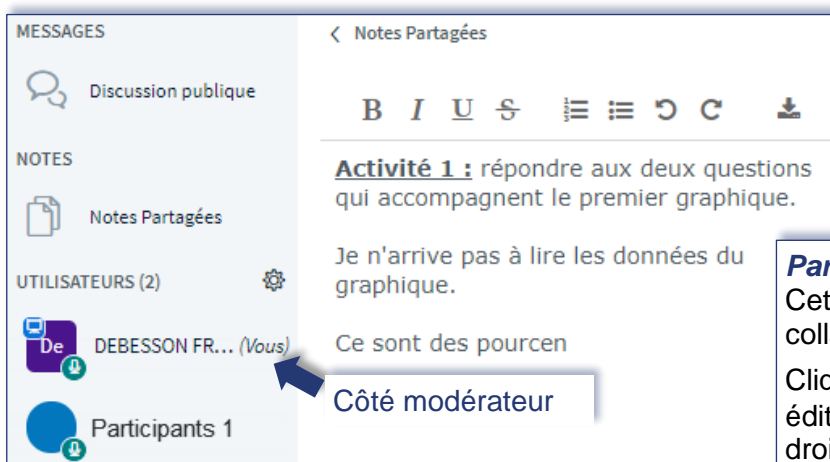 MESSAGES
Discussion publique
NOTES
Notes Partagées
UTILISATEURS (2)
De
DEBESSON FR... (Vous)
Participants 1
Notes Partagées
B I U S
Activité 1 : répondre aux deux questions
qui accompagnent le premier graphique.
Je n'arrive pas à lire les données du
graphique.
Ce sont des pourcen
Côté modérateur